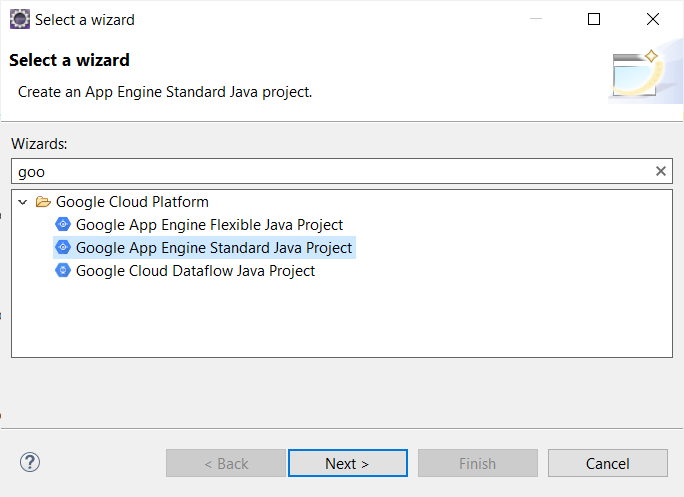 Select a wizard
Select a wizard
Create an App Engine Standard Java project.
Wizards:
goo
Google Cloud Platform
Google App Engine Flexible Java Project
Google App Engine Standard Java Project
Google Cloud Dataflow Java Project
< Back
Next >
Finish
Cancel